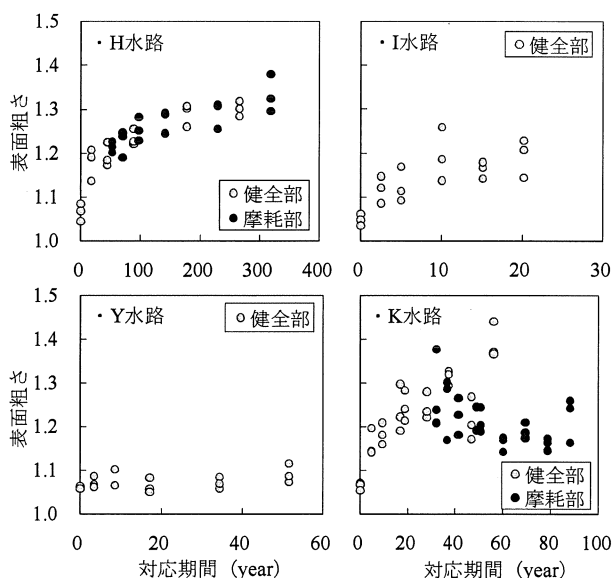 ・H水路
・I水路
○健全部
1.5
1.4
1.3
1.2
1.1
1.0
表面粗さ
○健全部
●摩耗部
0 100 200 300 400
0 10 20 30
・Y水路
○健全部
・K水路
1.5
1.4
1.3
1.2
1.1
1.0
表面粗さ
○健全部
●摩耗部
0 20 40 60
0 20 40 60 80 100
対応期間 (year)
対応期間 (year)